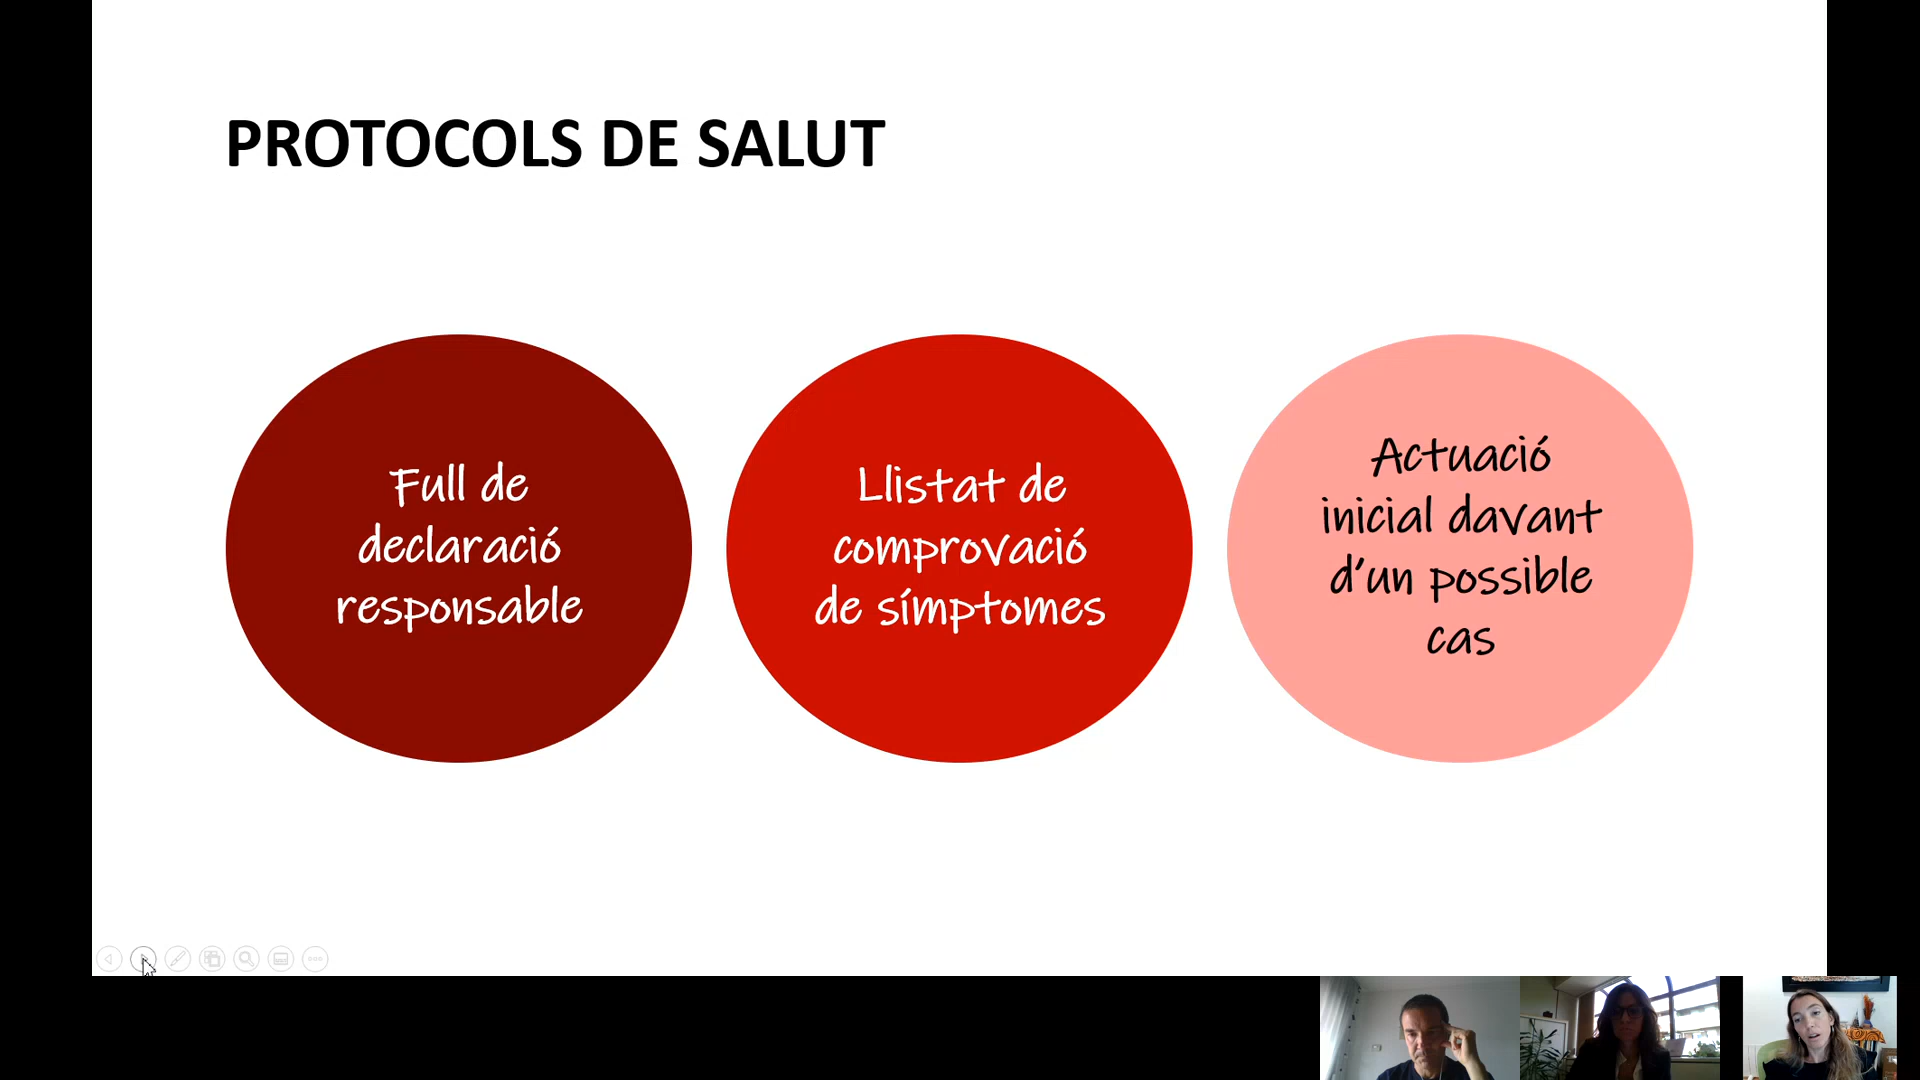 PROTOCOLS DE SALUT
Full de
declaració
responsable
Llistat de
comprovació
de símptomes
Actuació
inicial davant
d'un possible
cas